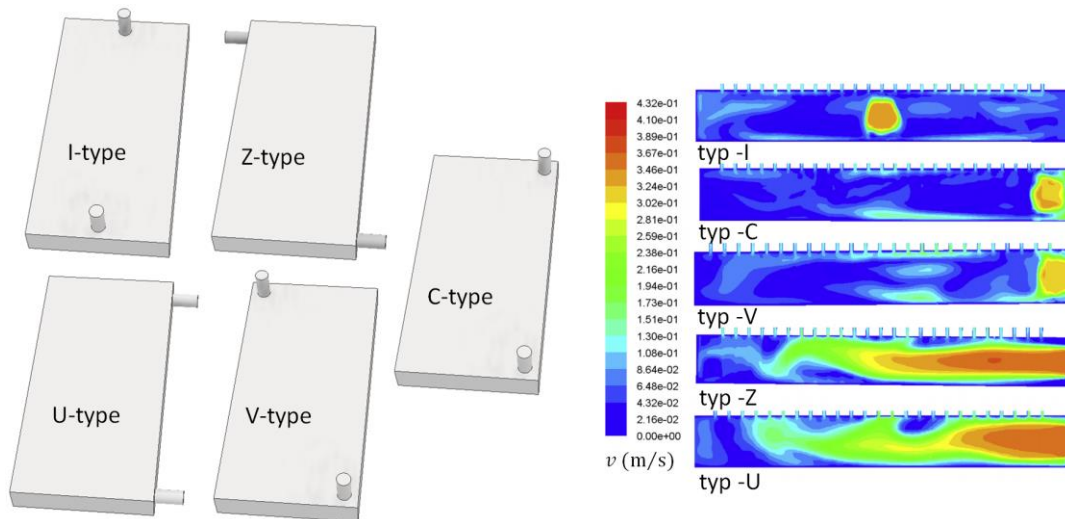 I-type
Z-type
C-type
U-type
V-type
4.32e-01
4.10e-01
3.89e-01
3.67e-01
3.46e-01
3.24e-01
3.02e-01
2.81e-01
2.59e-01
2.38e-01
2.16e-01
1.94e-01
1.73e-01
1.51e-01
1.30e-01
1.08e-01
8.64e-02
6.48e-02
4.32e-02
2.16e-02
0.00e+00
v (m/s)
typ -I
typ -C
typ -V
typ -Z
typ -U